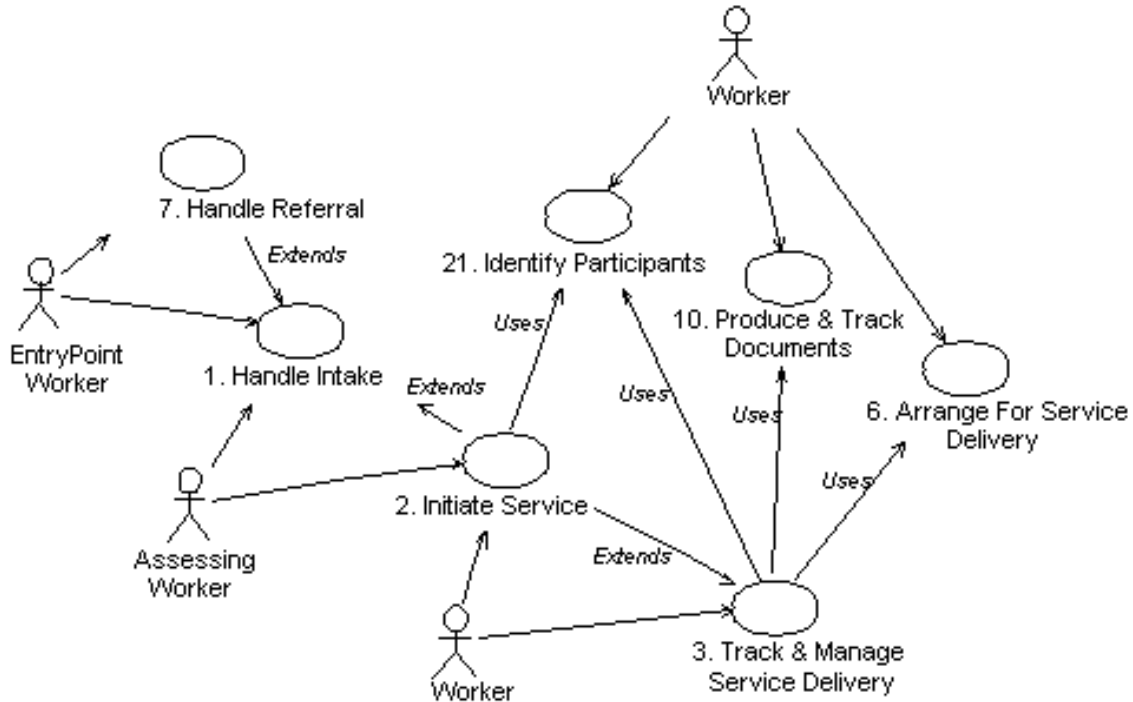 Worker
7. Handle Referral
Extends
21. Identify Participants
EntryPoint
Worker
Uses
10. Produce & Track
Documents
1. Handle Intake
Extends
Uses
Uses
6. Arrange For Service
Delivery
Uses
2. Initiate Service
Assessing
Worker
Extends
3. Track & Manage
Service Delivery
Worker